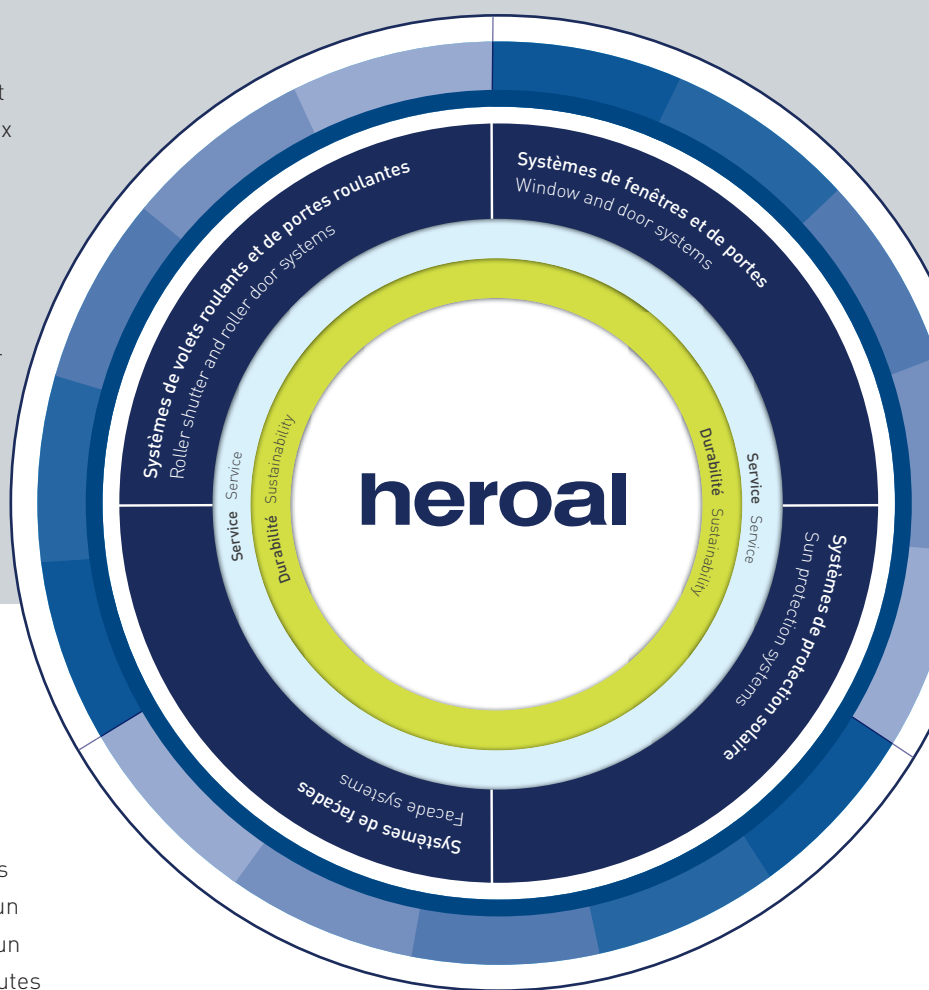 Systèmes de volets roulants et de portes roulantes
Roller shutter and roller door systems
Systèmes de fenêtres et de portes
Window and door systems
Service Service
Durabilité Sustainability
heroal
Durabilité Sustainability
Service Service
Systèmes de protection solaire
Sun protection systems
Systèmes de façades
Facade systems
un
un